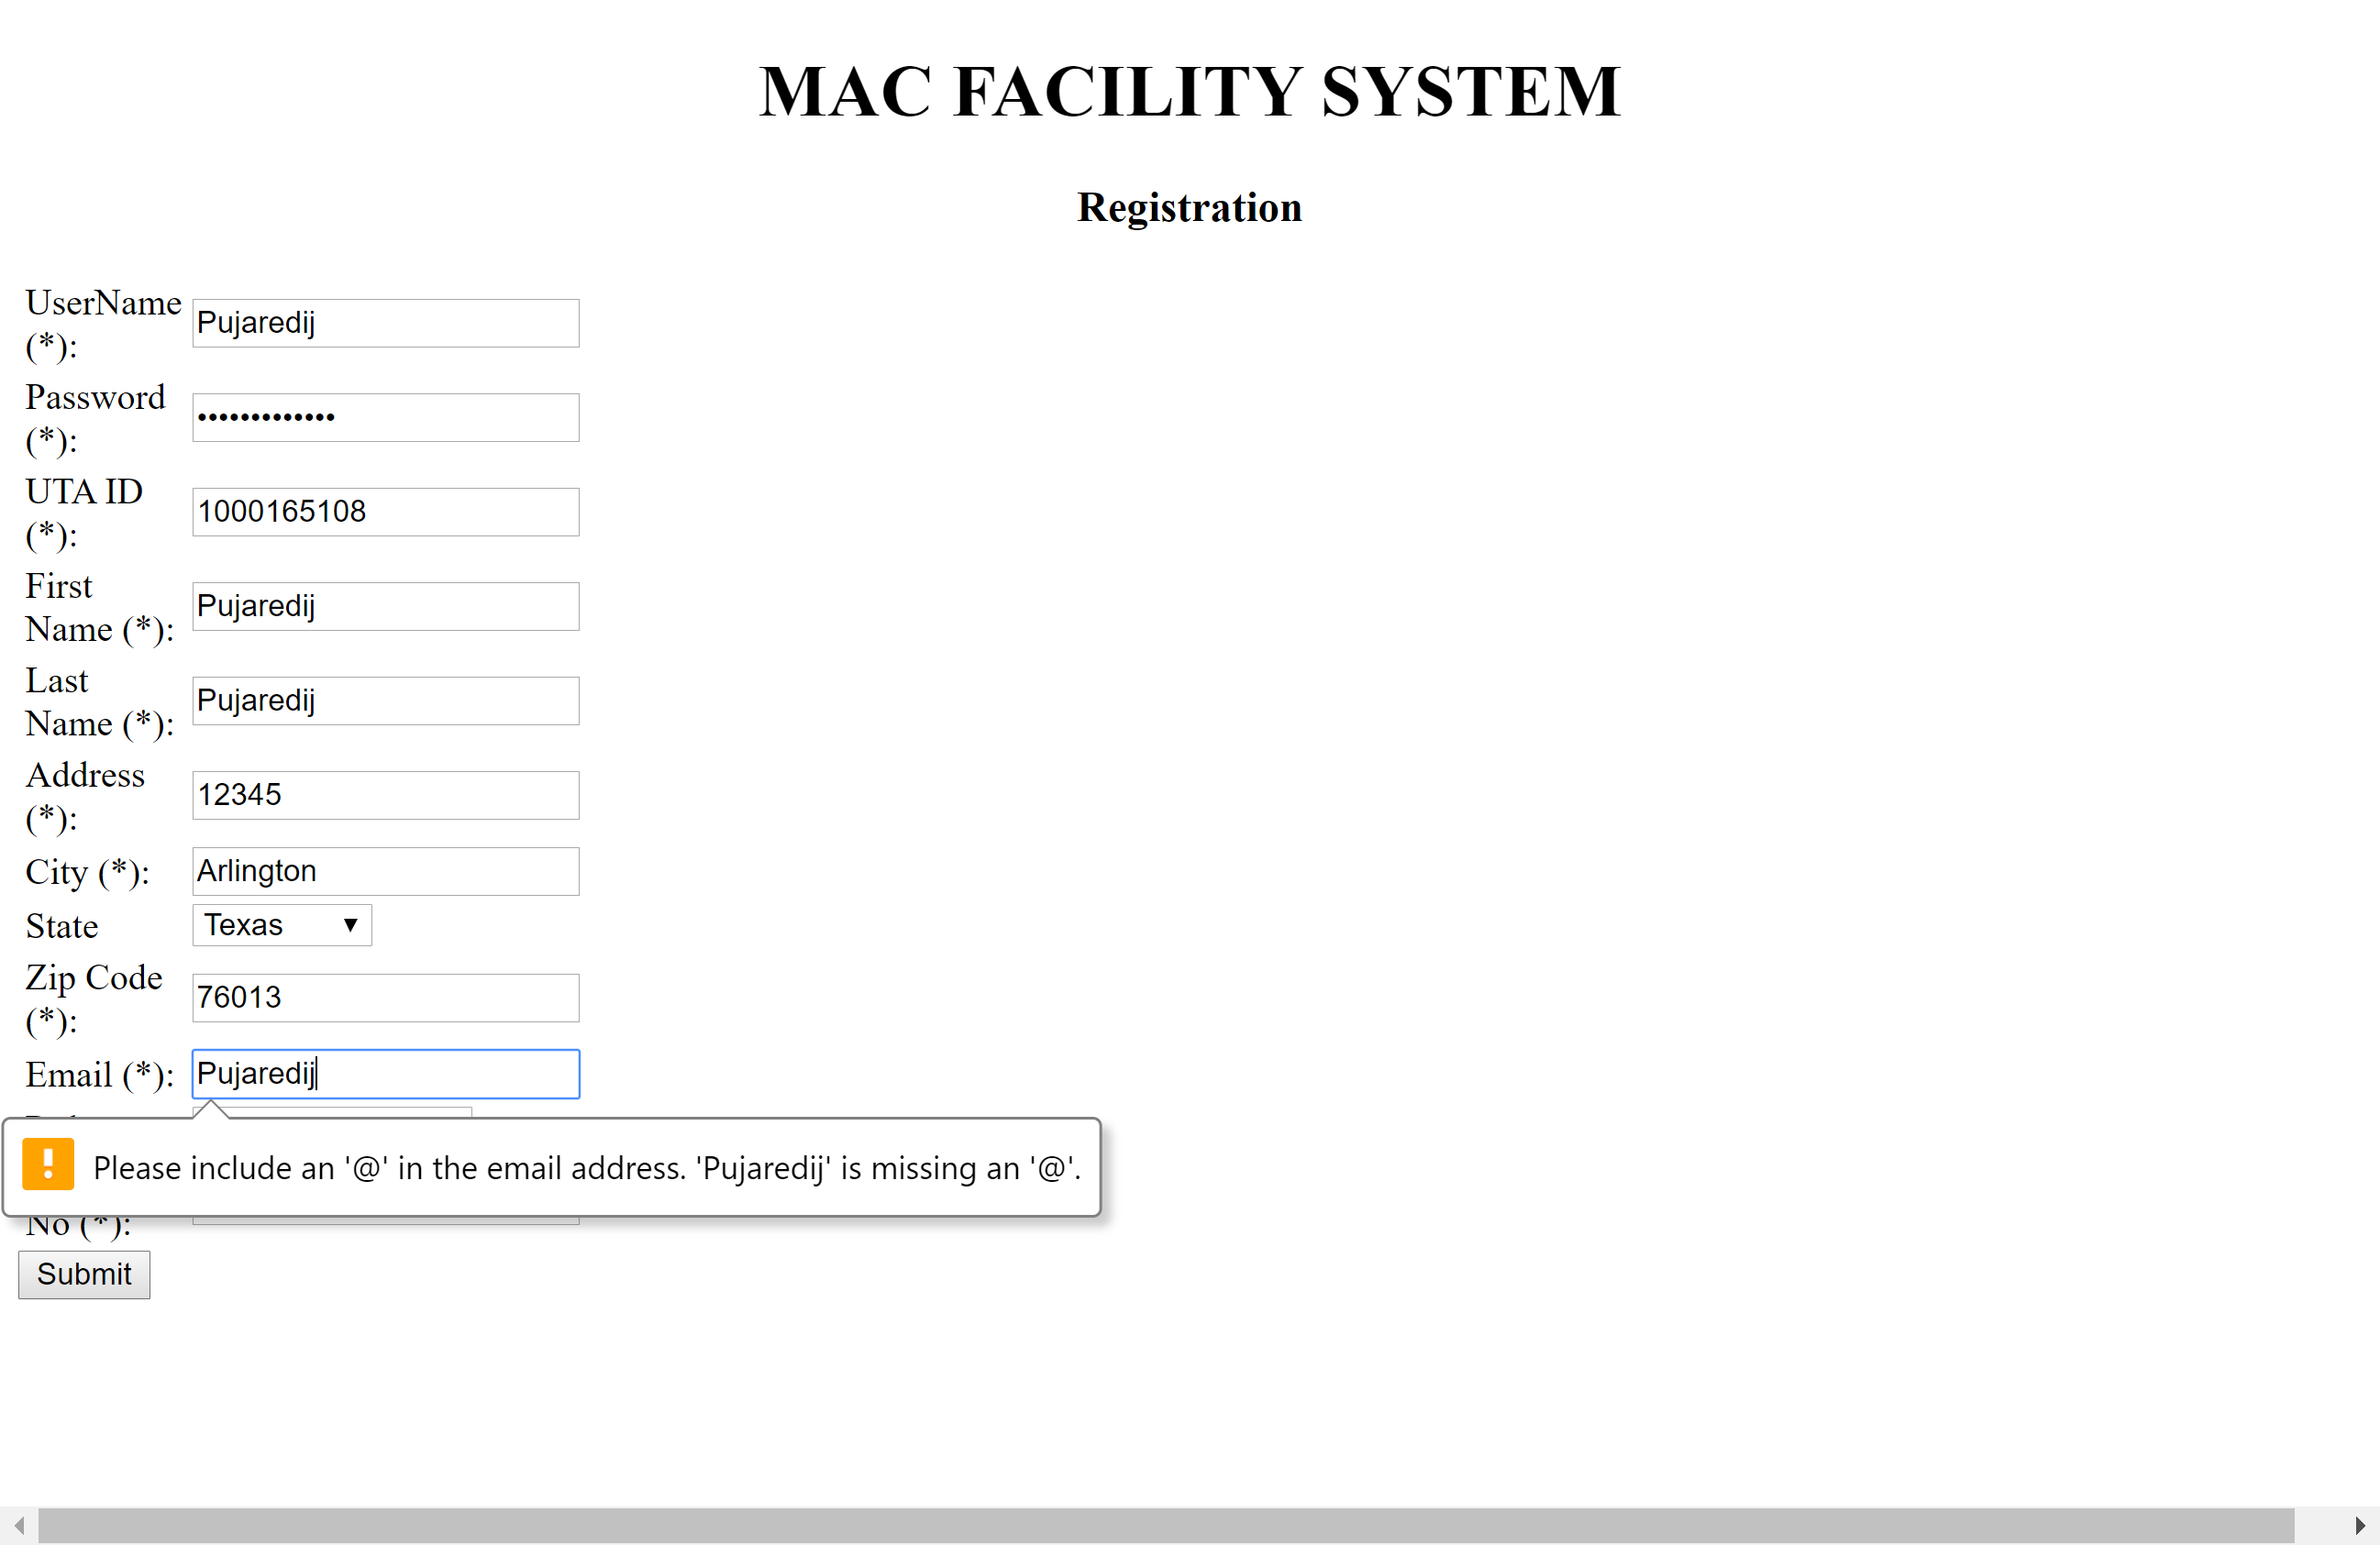 MAC FACILITY SYSTEM
Registration
UserName
(*):
Pujaredij
Password
(*):
•••••••••••••
UTA ID
(*):
1000165108
First
Name (*):
Pujaredij
Last
Name (*):
Pujaredij
Address
(*):
12345
City (*):
Arlington
State
Texas
Zip Code
(*):
76013
Email (*):
Pujaredij
Please include an '@' in the email address. 'Pujaredij' is missing an '@'.
No (*):
Submit